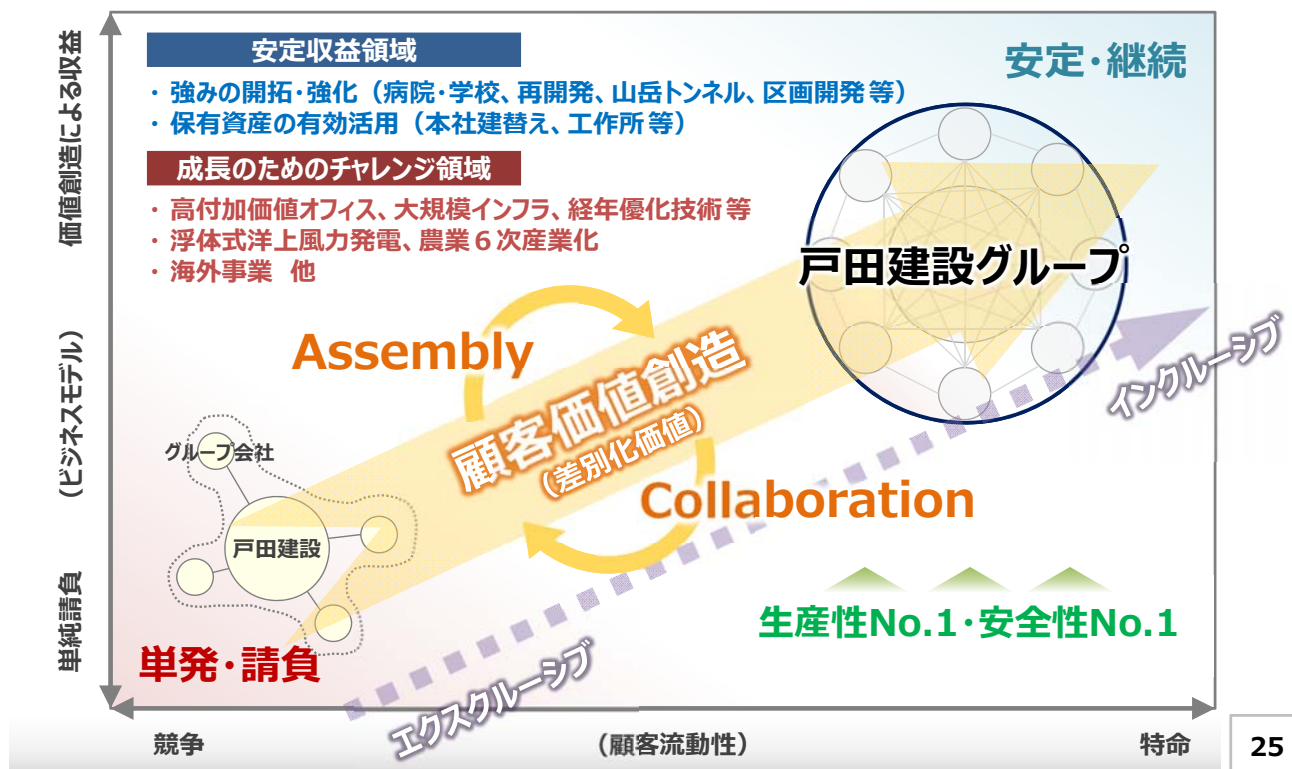 価値創造による収益
(ビジネスモデル)
単純請負
安定収益領域
・ 強みの開拓・強化（病院・学校、再開発、山岳トンネル、区画開発 等）
・ 保有資産の有効活用（本社建替え、工作所 等）
成長のためのチャレンジ領域
・ 高付加価値オフィス、大規模インフラ、経年優化技術 等
・ 浮体式洋上風力発電、農業６次産業化
・ 海外事業 他
安定・継続
戸田建設グループ
Assembly
顧客価値創造
(差別化価値)
Collaboration
インクルーシブ
グループ会社
戸田建設
単発・請負
生産性No.1・安全性No.1
エクスクルーシブ
競争
(顧客流動性)
特命
25